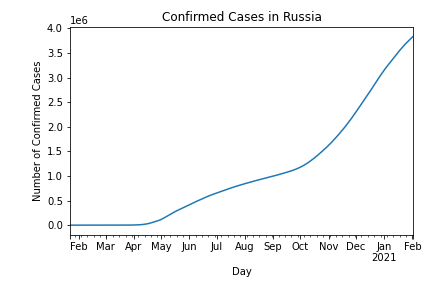 Confirmed Cases in Russia
1e6
4.0
3.5
3.0
2.5
2.0
1.5
1.0
0.5
0.0
Number of Confirmed Cases
Feb Mar Apr May Jun Jul Aug Sep Oct Nov Dec Jan Feb
2021
Day